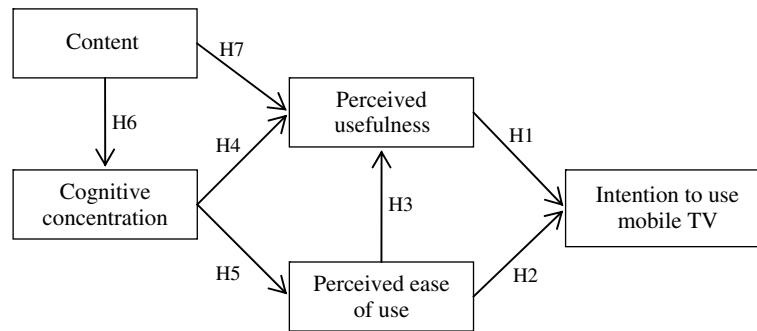 Content
H7
H6
Perceived
usefulness
H1
H4
Cognitive
concentration
H3
Intention to use
mobile TV
H5
Perceived ease
of use
H2